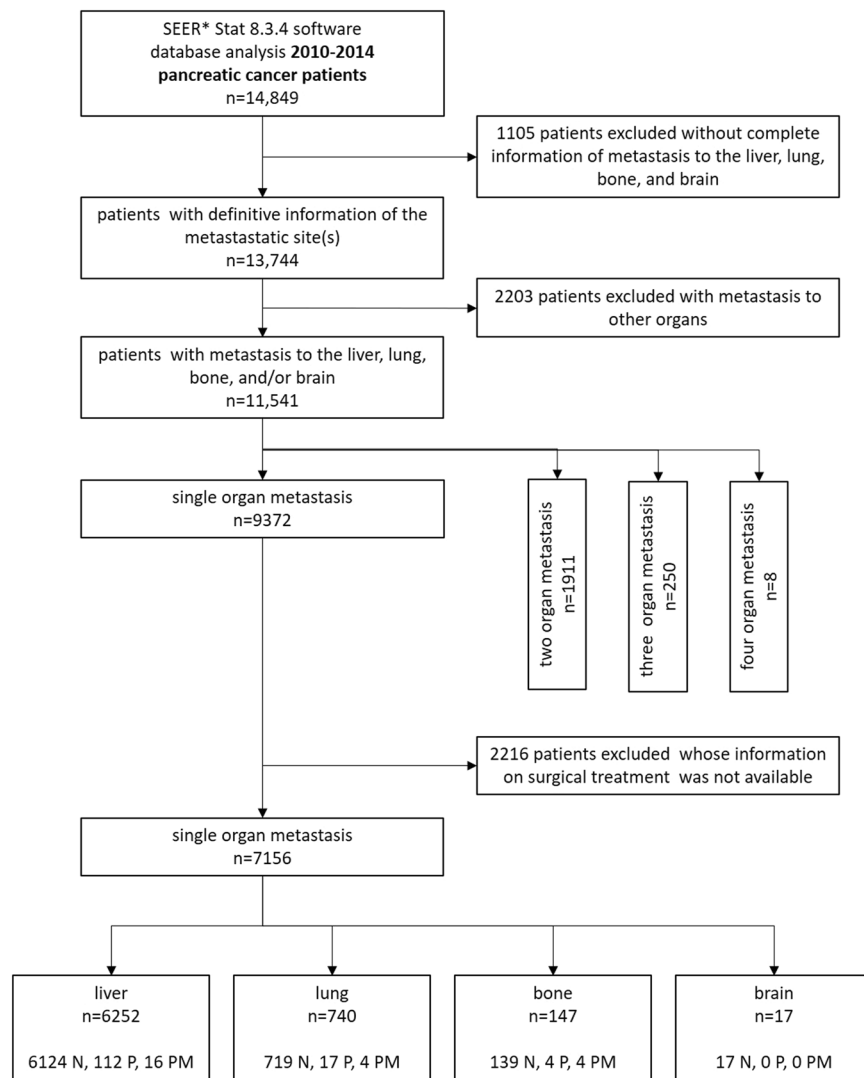 SEER* Stat 8.3.4 software
database analysis 2010-2014
pancreatic cancer patients
n=14,849
1105 patients excluded without complete
information of metastasis to the liver, lung,
bone, and brain
patients with definitive information of the
metastastatic site(s)
n=13,744
2203 patients excluded with metastasis to
other organs
patients with metastasis to the liver, lung,
bone, and/or brain
n=11,541
single organ metastasis
n=9372
two organ metastasis
n=1911
three organ metastasis
n=250
four organ metastasis
n=8
2216 patients excluded whose information
on surgical treatment was not available
single organ metastasis
n=7156
liver
n=6252
6124 N, 112 P, 16 PM
lung
n=740
719 N, 17 P, 4 PM
bone
n=147
139 N, 4 P, 4 PM
brain
n=17
17 N, 0 P, 0 PM